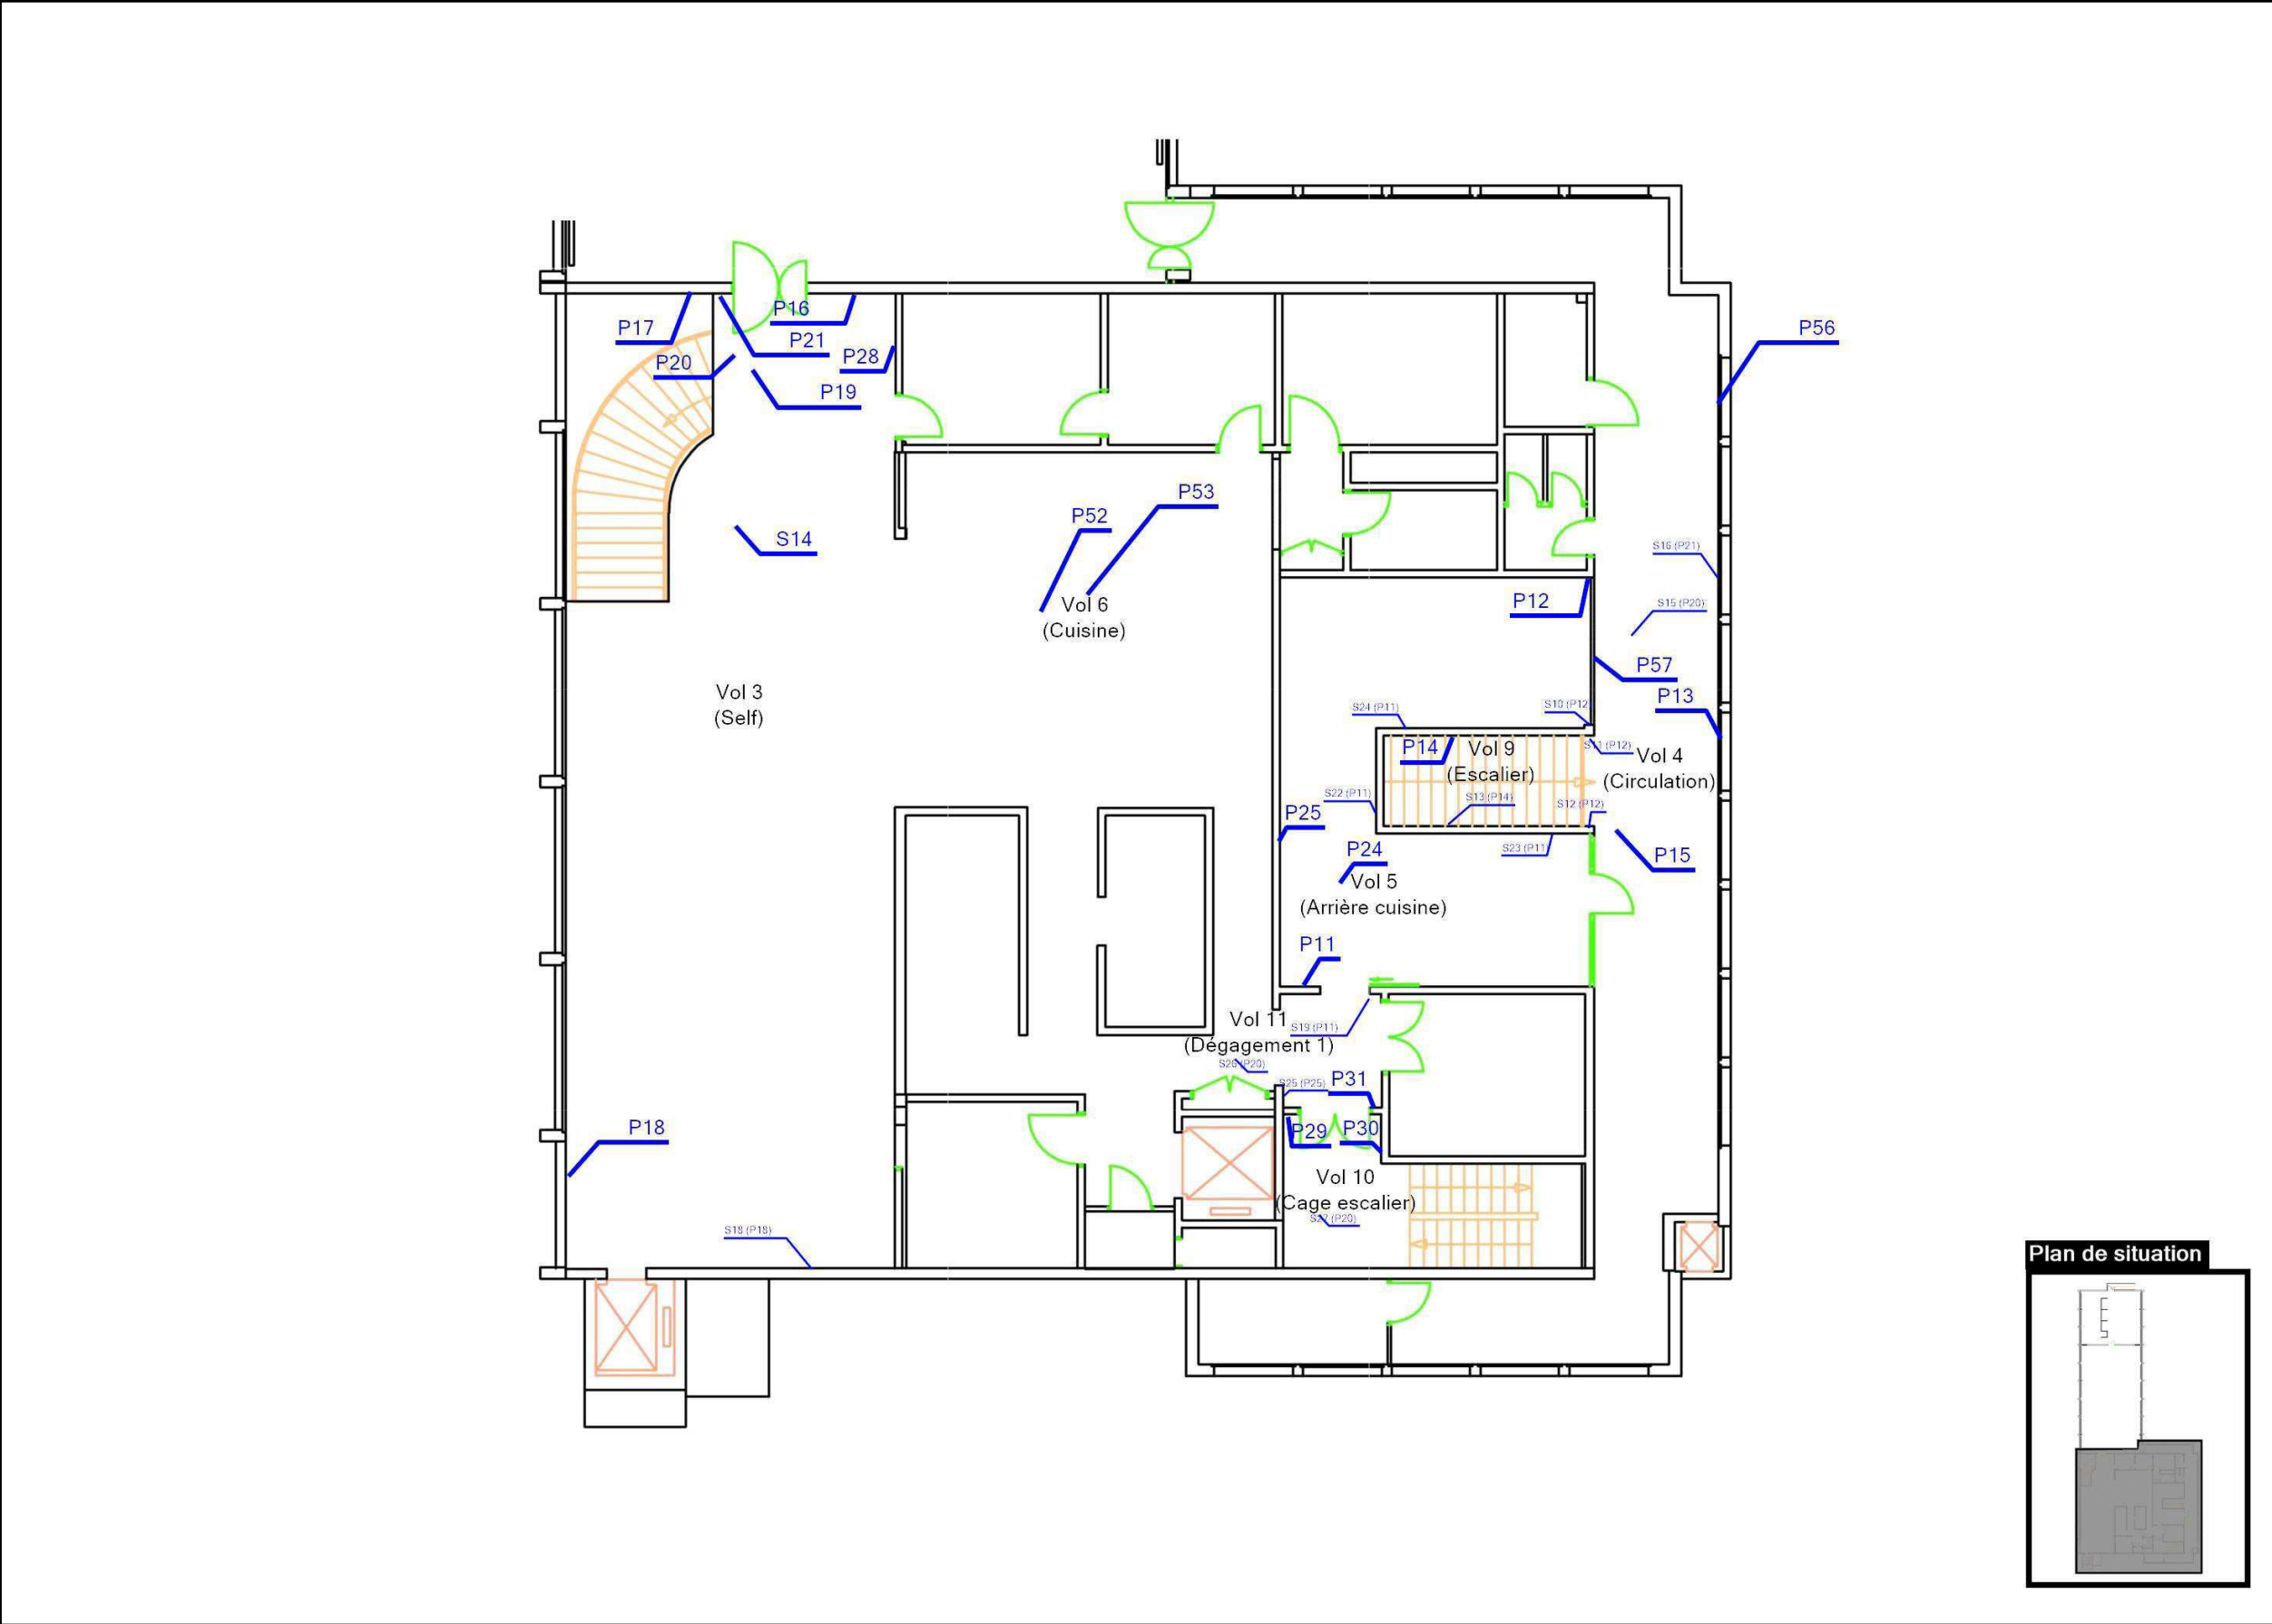 P16
P17
P56
P21
P28
P20
P19
P53
P52
S14
S16 (P21)
P12
S15 (P20)
Vol 6
(Cuisine)
P57
Vol 3
(Self)
P13
S24 (P11)
S10 (P12)
P14
Vol 9
(Escalier)
S11 (P12)
Vol 4
(Circulation)
S22 (P11)
S13 (P14)
S12 (P12)
P25
P24
S23 (P11)
P15
Vol 5
(Arrière cuisine)
P11
Vol 11
(Dégagement 1)
S19 (P11)
S25 (P25)
P31
P18
P29
P30
Vol 10
(Cage escalier)
S18 (P18)
Plan de situation